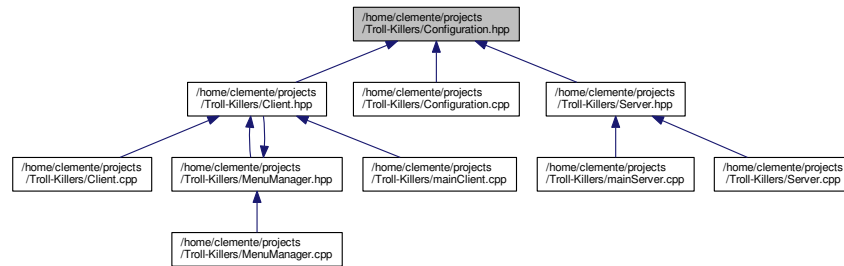 /home/clemente/projects
/Troll-Killers/Configuration.hpp
/home/clemente/projects
/Troll-Killers/Client.hpp
/home/clemente/projects
/Troll-Killers/Configuration.cpp
/home/clemente/projects
/Troll-Killers/Server.hpp
/home/clemente/projects
/Troll-Killers/Client.cpp
/home/clemente/projects
/Troll-Killers/MenuManager.hpp
/home/clemente/projects
/Troll-Killers/mainClient.cpp
/home/clemente/projects
/Troll-Killers/mainServer.cpp
/home/clemente/projects
/Troll-Killers/Server.cpp
/home/clemente/projects
/Troll-Killers/MenuManager.cpp